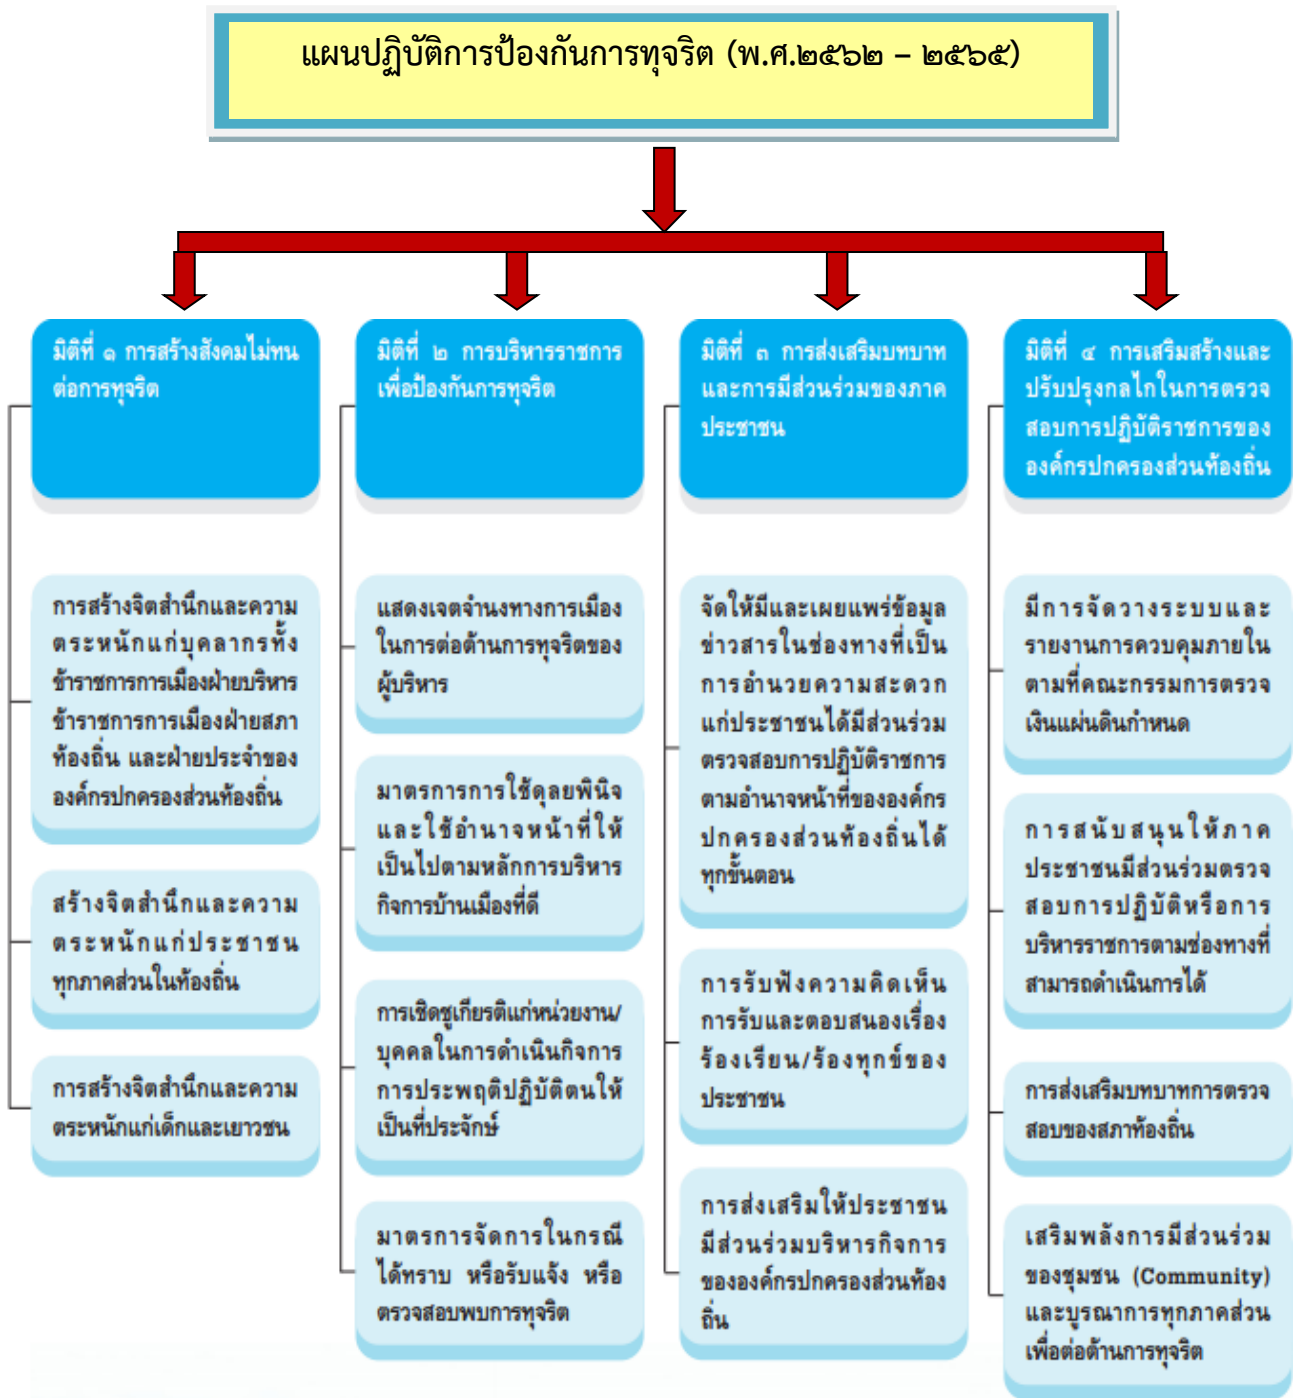 แผนปฏิบัติการป้องกันการทุจริต (พ.ศ.๒๕๖๒ – ๒๕๖๕)
มิติที่ ๑ การสร้างสังคมไม่ทน
ต่อการทุจริต
การสร้างจิตสำนึกและความ
ตระหนักแก่บุคลากรทั้ง
ข้าราชการการเมืองฝ่ายบริหาร
ข้าราชการการเมืองฝ่ายสภา
ท้องถิ่น และฝ่ายประจำของ
องค์กรปกครองส่วนท้องถิ่น
สร้างจิตสำนึกและความ
ตระหนักแก่ประชาชน
ทุกภาคส่วนในท้องถิ่น
การสร้างจิตสำนึกและความ
ตระหนักแก่เด็กและเยาวชน
มิติที่ ๒ การบริหารราชการ
เพื่อป้องกันการทุจริต
แสดงเจตจำนงทางการเมือง
ในการต่อต้านการทุจริตของ
ผู้บริหาร
มาตรการการใช้ดุลยพินิจ
และใช้อำนาจหน้าที่ให้
เป็นไปตามหลักการบริหาร
กิจการบ้านเมืองที่ดี
การเชิดชูเกียรติแก่หน่วยงาน/
บุคคลในการดำเนินกิจการ
การประพฤติปฏิบัติตนให้
เป็นที่ประจักษ์
มาตรการจัดการในกรณี
ได้ทราบ หรือรับแจ้ง หรือ
ตรวจสอบพบการทุจริต
มิติที่ ๓ การส่งเสริมบทบาท
และการมีส่วนร่วมของภาค
ประชาชน
จัดให้มีและเผยแพร่ข้อมูล
ข่าวสารในช่องทางที่เป็น
การอำนวยความสะดวก
แก่ประชาชนได้มีส่วนร่วม
ตรวจสอบการปฏิบัติราชการ
ตามอำนาจหน้าที่ขององค์กร
ปกครองส่วนท้องถิ่นได้
ทุกขั้นตอน
การรับฟังความคิดเห็น
การรับและตอบสนองเรื่อง
ร้องเรียน/ร้องทุกข์ของ
ประชาชน
การส่งเสริมให้ประชาชน
มีส่วนร่วมบริหารกิจการ
ขององค์กรปกครองส่วนท้อง
ถิ่น
มิติที่ ๔ การเสริมสร้างและ
ปรับปรุงกลไกในการตรวจ
สอบการปฏิบัติราชการของ
องค์กรปกครองส่วนท้องถิ่น
มีการจัดวางระบบและ
รายงานการควบคุมภายใน
ตามที่คณะกรรมการตรวจ
เงินแผ่นดินกำหนด
การสนับสนุนให้ภาค
ประชาชนมีส่วนร่วมตรวจ
สอบการปฏิบัติหรือการ
บริหารราชการตามช่องทางที่
สามารถดำเนินการได้
การส่งเสริมบทบาทการตรวจ
สอบของสภาท้องถิ่น
เสริมพลังการมีส่วนร่วม
ของชุมชน (Community)
และบูรณาการทุกภาคส่วน
เพื่อต่อต้านการทุจริต